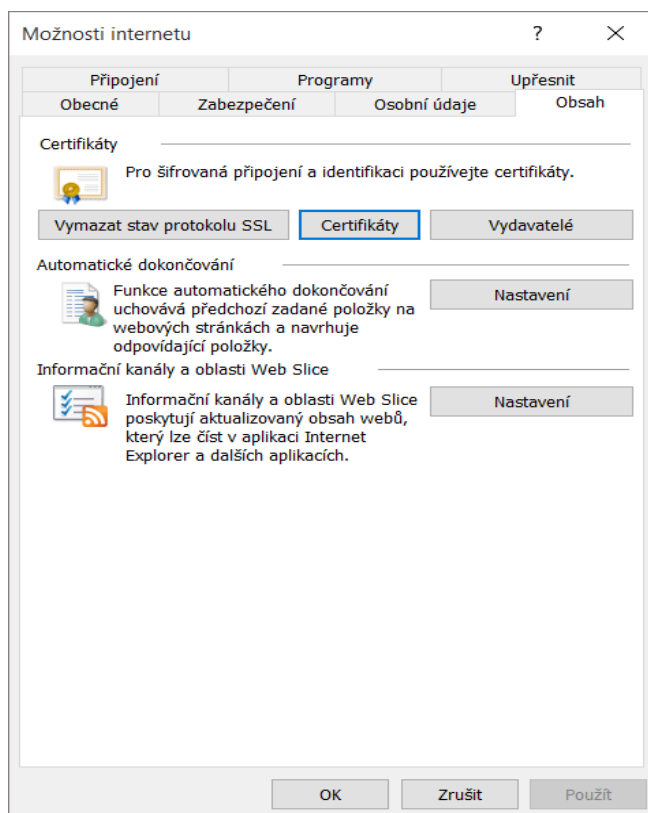 Možnosti internetu
?
Připojení Programy Upřesnit
Obecné Zabezpečení Osobní údaje Obsah
Certifikáty
Pro šifrovaná připojení a identifikaci používejte certifikáty.
Vymazat stav protokolu SSL Certifikáty Vydavatelé
Automatické dokončování
Funkce automatického dokončování
uchovává předchozí zadané položky na
webových stránkách a navrhuje
odpovídající položky.
Nastavení
Informační kanály a oblasti Web Slice
Informační kanály a oblasti Web Slice
poskytují aktualizovaný obsah webů,
který lze číst v aplikaci Internet
Explorer a dalších aplikacích.
Nastavení
OK Zrušit Použít